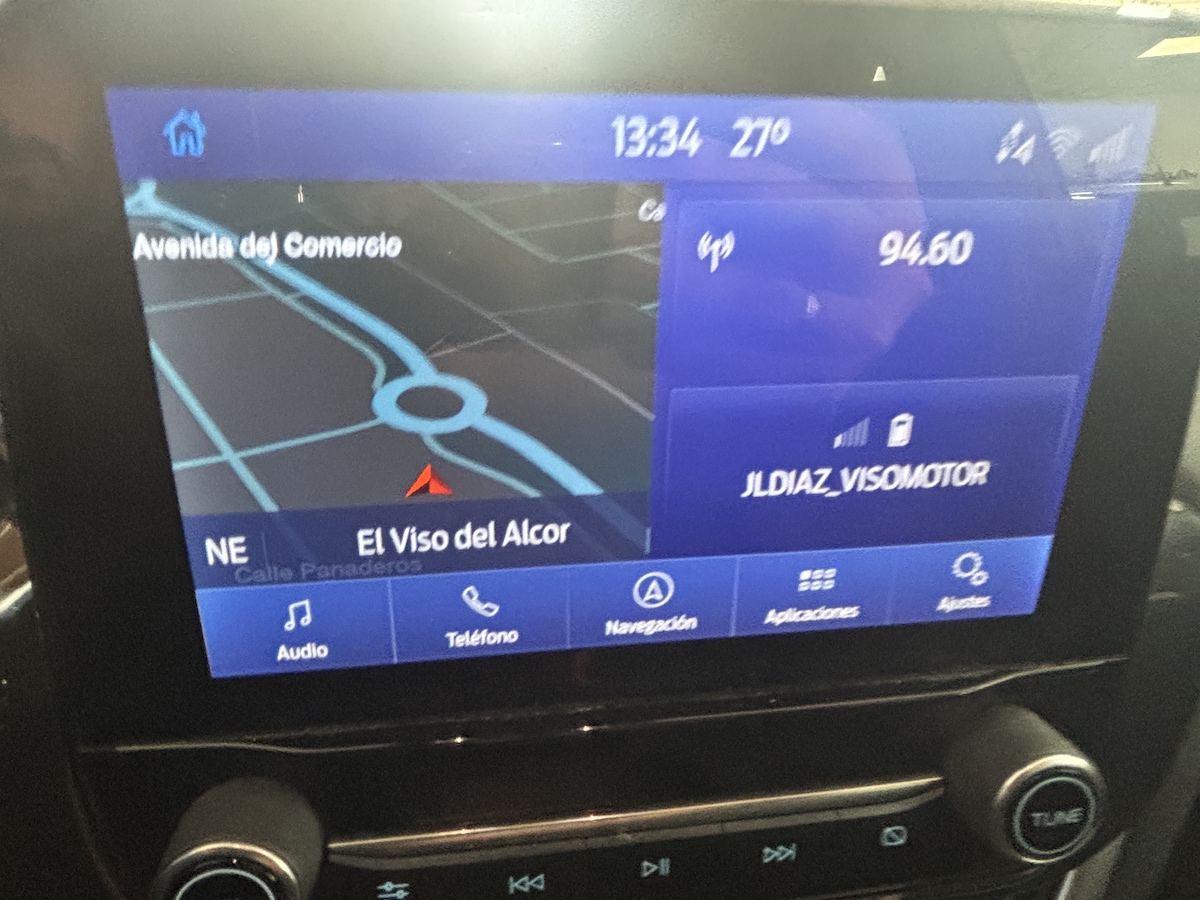 13:34 27º
Ca
Avenida del Comercio
94.60
JLDIAZ_VISOMOTOR
NE
El Viso del Alcor
Calle Panaderos
Audio
Teléfono
Navegación
Aplicaciones
Ajustes
TUNE